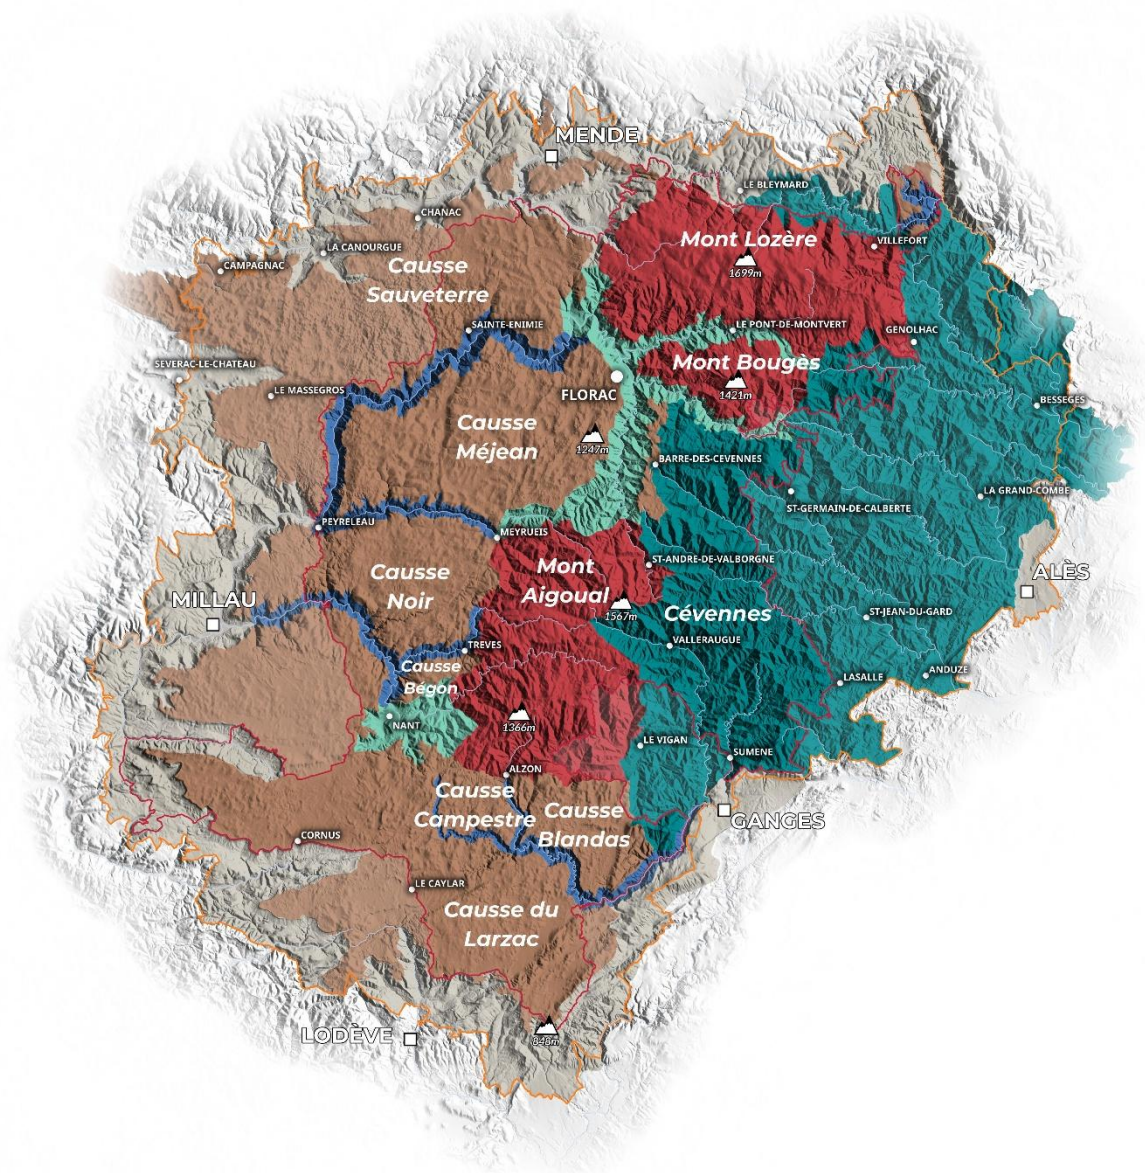 MENDE
LE BLEYMARD
CHANAC
Mont Lozère
VILLEFORT
LA CANOURGUE
CAMPAGNAC
Causse
Sauveterre
1699m
SAINTE-ENIMIE
LE PONT-DE-MONTVERT
GENOLHAC
SEVERAC-LE-CHATEAU
Mont Bougès
LE MASSEGROS
FLORAC
1421m
BESSEGES
Causse
Méjean
1247m
BARRE-DES-CEVENNES
LA GRAND-COMBE
ST-GERMAIN-DE-CALBERTE
PEYRELEAU
MEYRUEIS
ST-ANDRE-DE-VALBORGNE
Mont
Aigoual
ALÈS
Causse
Noir
MILLAU
1567m
Cévennes
ST-JEAN-DU-GARD
VALLERAUGUE
TREVES
Causse
Bégon
LASALLE
ANDUZE
NANT
1366m
LE VIGAN
SUMENE
ALZON
Causse
Campestre
Causse
Blandas
GANGES
CORNUS
LE CAYLAR
Causse du
Larzac
LODÈVE
848m